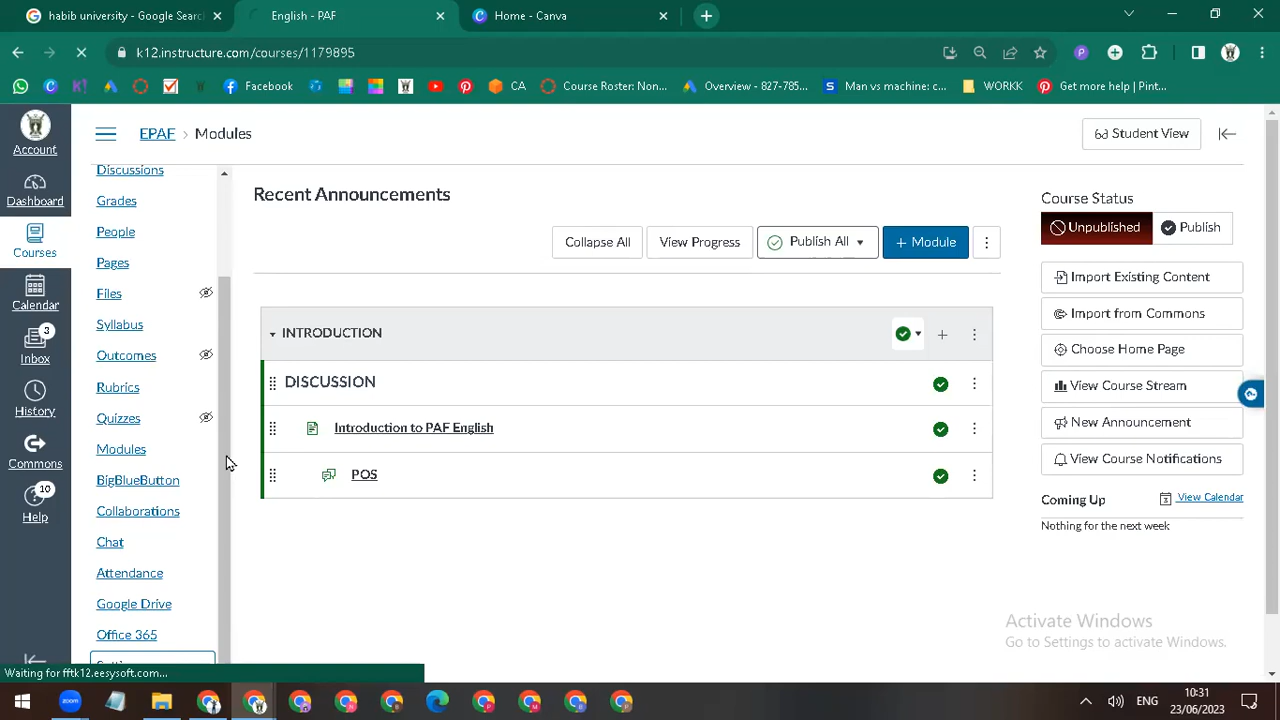 habib university - Google Sear
English - PAF
Home - Canva
k12.instructure.com/courses/1179895
Facebook
CA
Course Roster: Non...
Overview - 827-785...
Man vs machine: c...
WORKK
Get more help | Pint...
Account
Dashboard
Courses
Calendar
3
Inbox
History
Commons
10
Help
EPAF > Modules
Student View
Discussions
Grades
People
Pages
Files
Syllabus
Outcomes
Rubrics
Quizzes
Modules
BigBlueButton
Collaborations
Chat
Attendance
Google Drive
Office 365
Recent Announcements
Collapse All
View Progress
Publish All
+ Module
INTRODUCTION
DISCUSSION
Introduction to PAF English
POS
Course Status
Unpublished
Publish
Import Existing Content
Import from Commons
Choose Home Page
View Course Stream
New Announcement
View Course Notifications
Coming Up
View Calendar
Nothing for the next week
Activate Windows
Go to Settings to activate Windows.
Waiting for fftk12.eesysoft.com...
zoom
ENG
10:31
23/06/2023